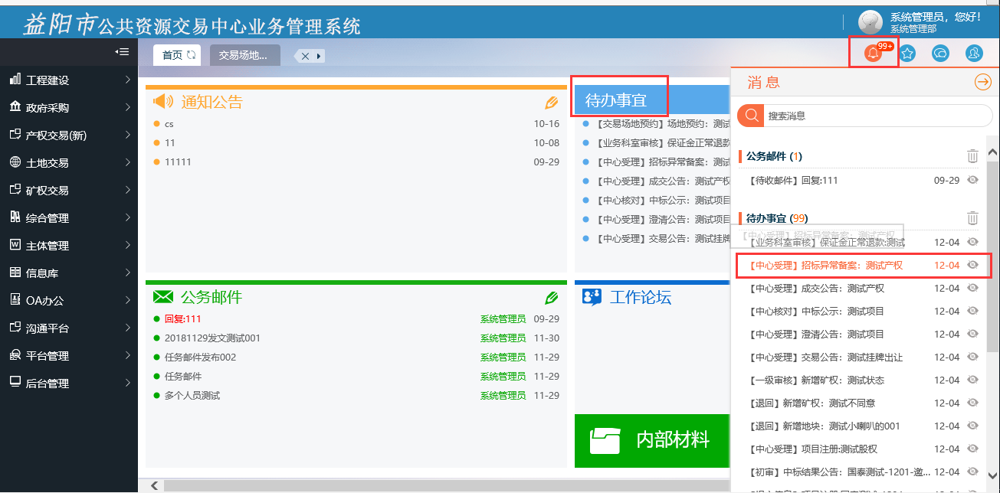 益阳市公共资源交易中心业务管理系统
系统管理员，您好!
系统管理部
首页
交易场地...
99+
工程建设
政府采购
产权交易(新)
土地交易
矿权交易
综合管理
主体管理
信息库
OA办公
沟通平台
平台管理
后台管理
通知公告
cs 10-16
11 10-08
11111 09-29
待办事宜
【交易场地预约】场地预约：测试
【业务科室审核】保证金正常退款
【中心受理】招标异常备案：测试
【中心受理】成交公告：测试产权
【中心核对】中标公示：测试项目
【中心受理】澄清公告：测试项目
【中心受理】交易公告：测试挂牌
公务邮件
回复:111 系统管理员 09-29
20181129发文测试001 系统管理员 11-30
任务邮件发布002 系统管理员 11-29
任务邮件 系统管理员 11-29
多个人员测试 系统管理员 11-29
工作论坛
内部材料
消息
搜索消息
公务邮件 (1)
【待收邮件】回复:111 09-29
待办事宜 (99)
【中心受理】招标异常备案：测试产权
【业务科室审核】保证金正常退款:测试 12-04
【中心受理】招标异常备案：测试产权 12-04
【中心受理】成交公告：测试产权 12-04
【中心核对】中标公示：测试项目 12-04
【中心受理】澄清公告：测试项目 12-04
【中心受理】交易公告：测试挂牌出让 12-04
【一级审核】新增矿权：测试状态 12-04
【退回】新增矿权：测试不同意 12-04
【退回】新增地块：测试小喇叭的001 12-04
【中心受理】项目注册:测试股权 12-04
【初审】中标结果公告：国泰测试-1201-邀... 12-04